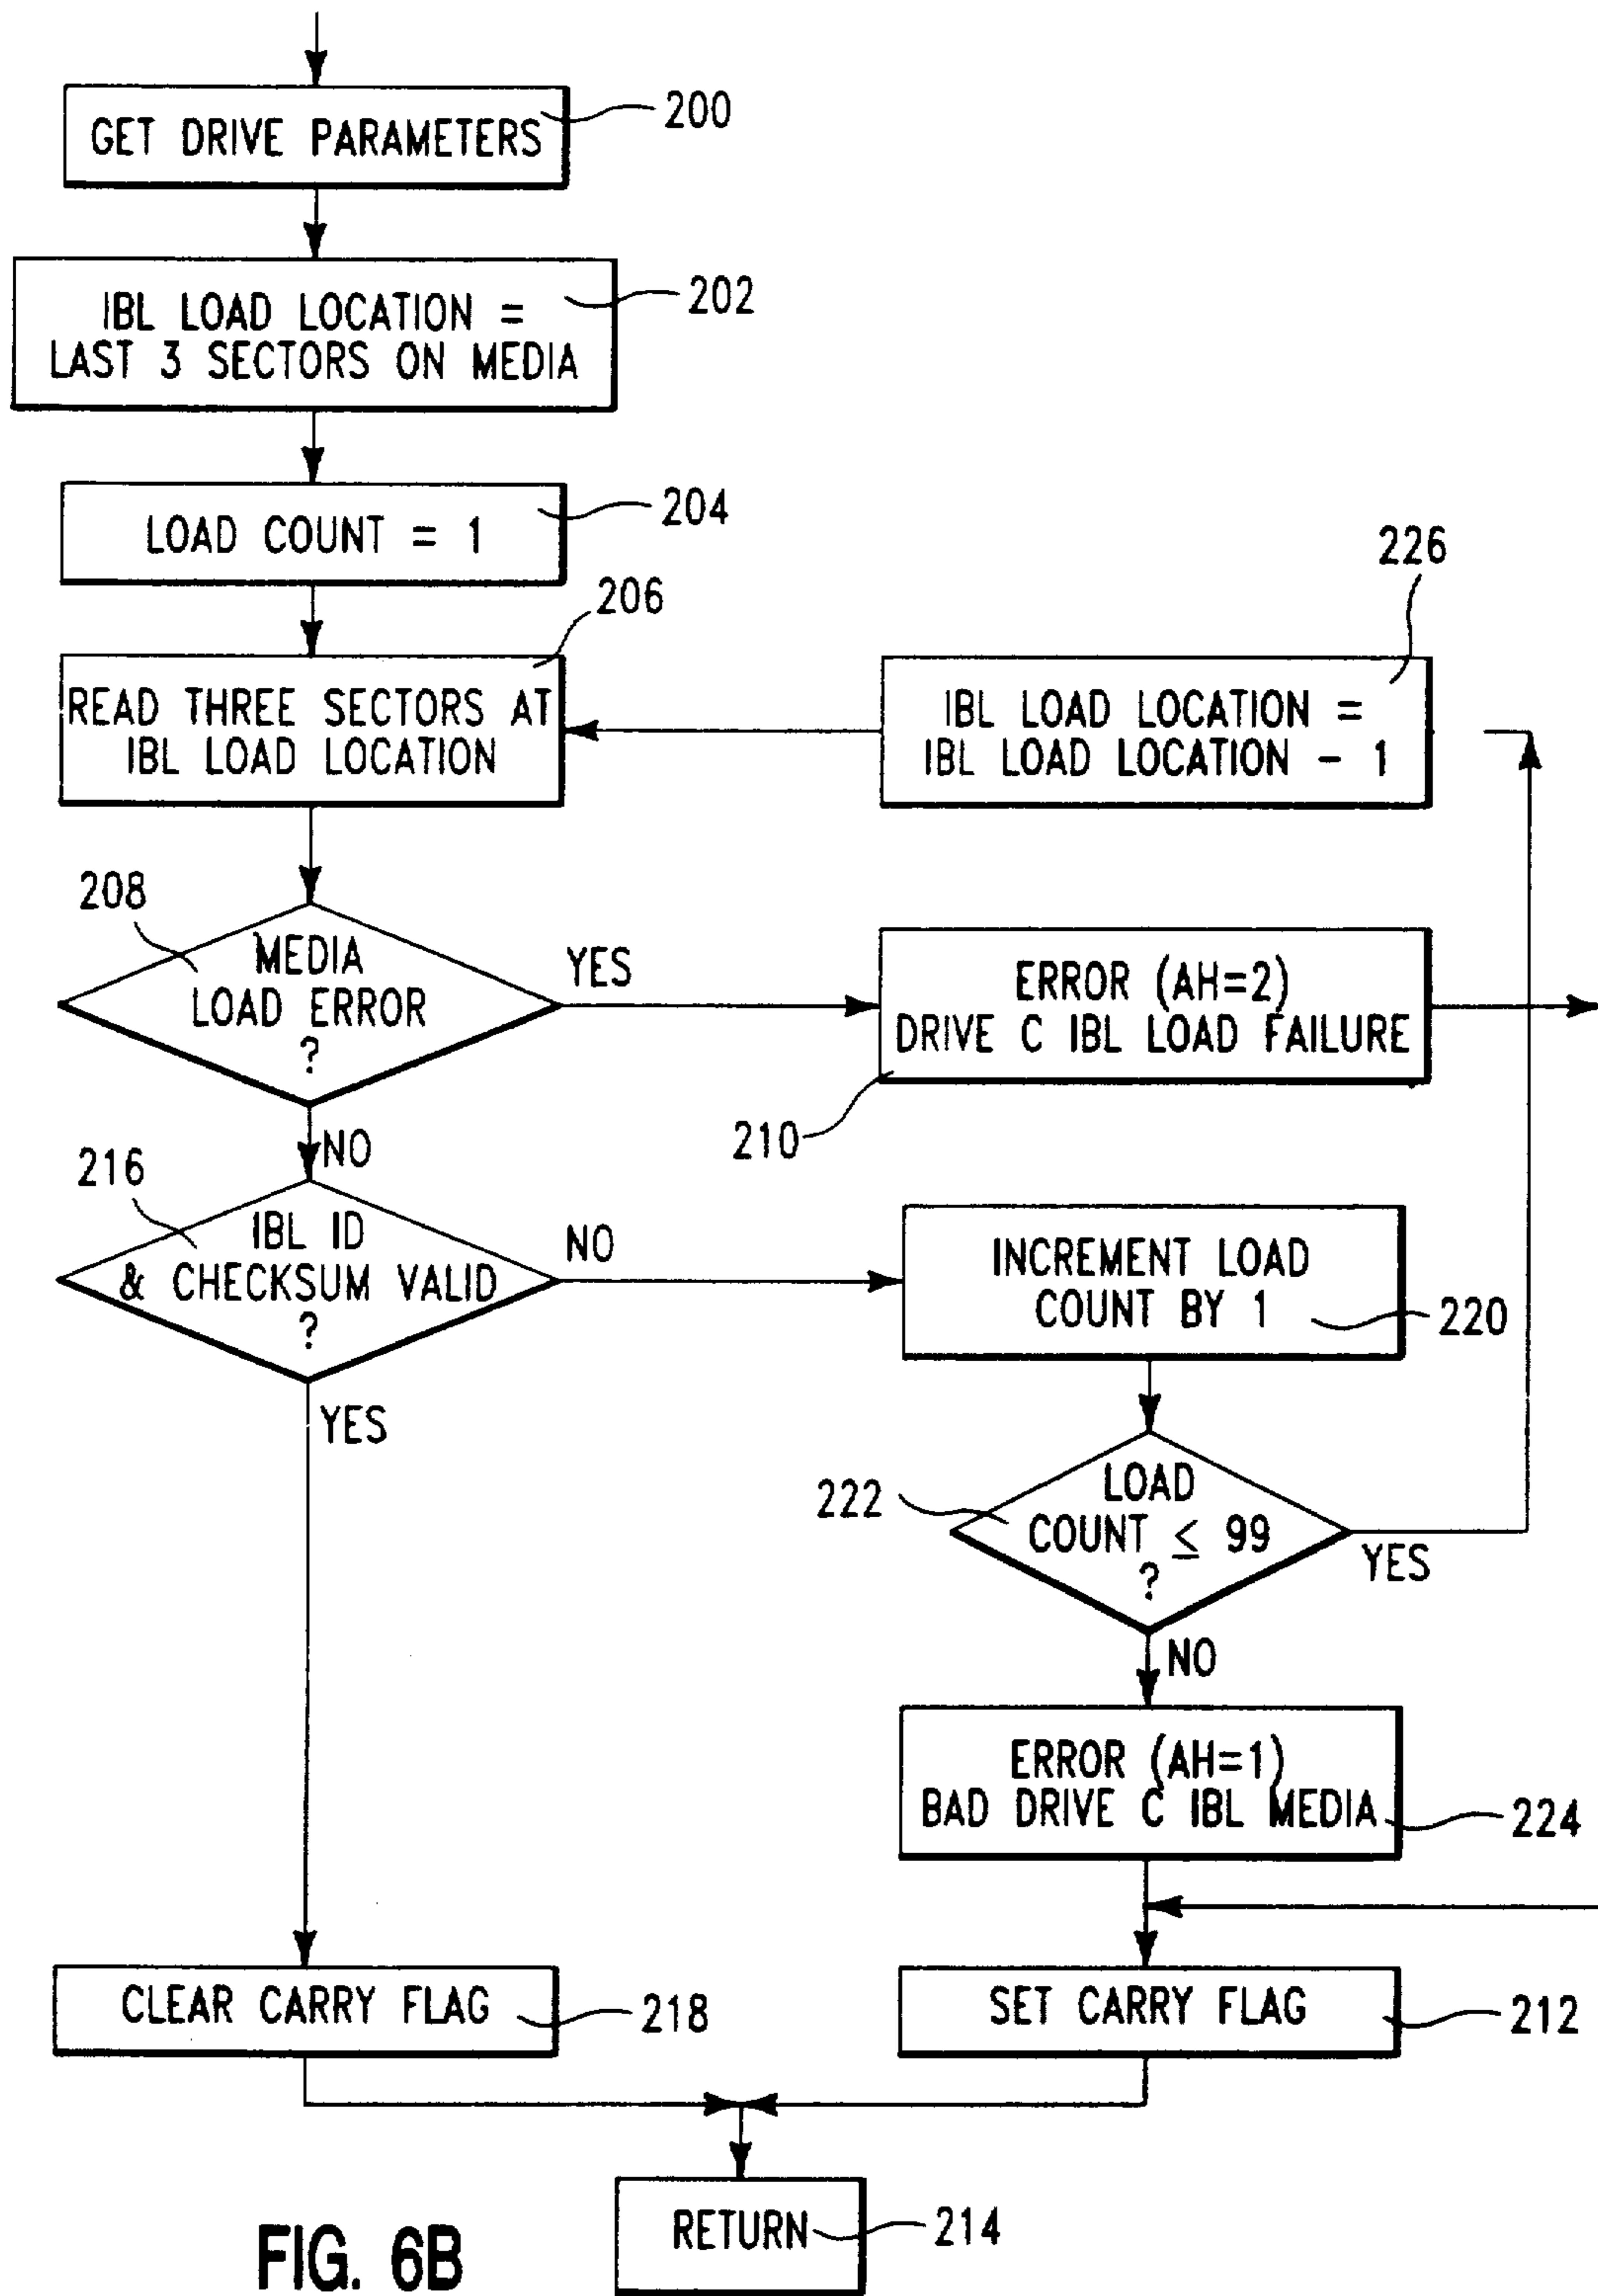 GET DRIVE PARAMETERS
200
IBL LOAD LOCATION =
LAST 3 SECTORS ON MEDIA
202
LOAD COUNT = 1
204
206
READ THREE SECTORS AT
IBL LOAD LOCATION
226
IBL LOAD LOCATION =
IBL LOAD LOCATION - 1
208
MEDIA
LOAD ERROR
?
YES
NO
ERROR (AH=2)
DRIVE C IBL LOAD FAILURE
210
216
IBL ID
& CHECKSUM VALID
?
NO
YES
INCREMENT LOAD
COUNT BY 1
220
222
LOAD
COUNT ≤ 99
?
YES
NO
ERROR (AH=1)
BAD DRIVE C IBL MEDIA
224
CLEAR CARRY FLAG
218
SET CARRY FLAG
212
RETURN
214
FIG. 6B